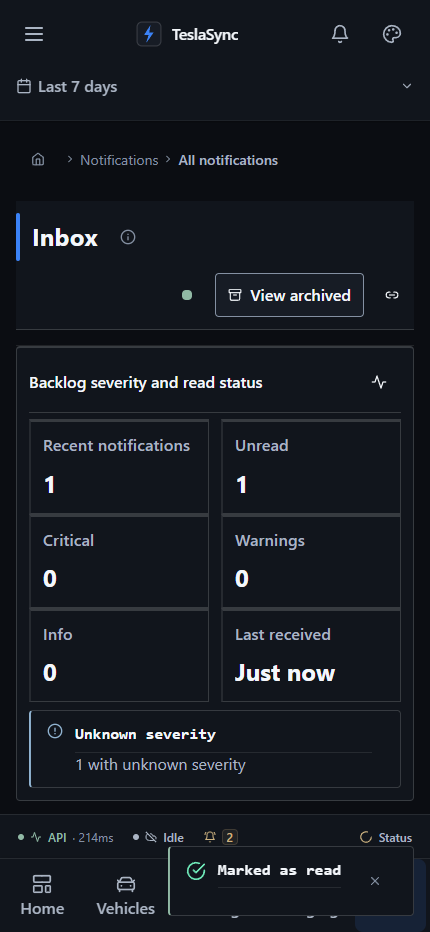 TeslaSync
Last 7 days
Notifications
All notifications
Inbox
View archived
Backlog severity and read status
Recent notifications
1
Unread
1
Critical
0
Warnings
0
Info
0
Last received
Just now
Unknown severity
1 with unknown severity
API · 214ms
Idle
2
Status
Marked as read
Home
Vehicles